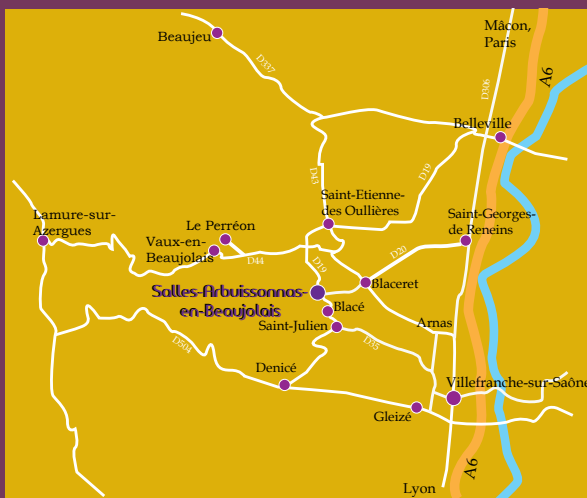 Mâcon,
Paris
Beaujeu
A6
D337
D306
Belleville
D43
D19
Saint-Etienne-
des Oullières
Lamure-sur-
Azergues
Le Perréon
Vaux-en-
Beaujolais
Saint-Georges-
de Reneins
D44
D19
D20
Salles-Arbuissonnas-
en-Beaujolais
Blaceret
Blacé
Saint-Julien
Arnas
D504
D35
Denicé
Villefranche-sur-Saône
Gleizé
A6
Lyon